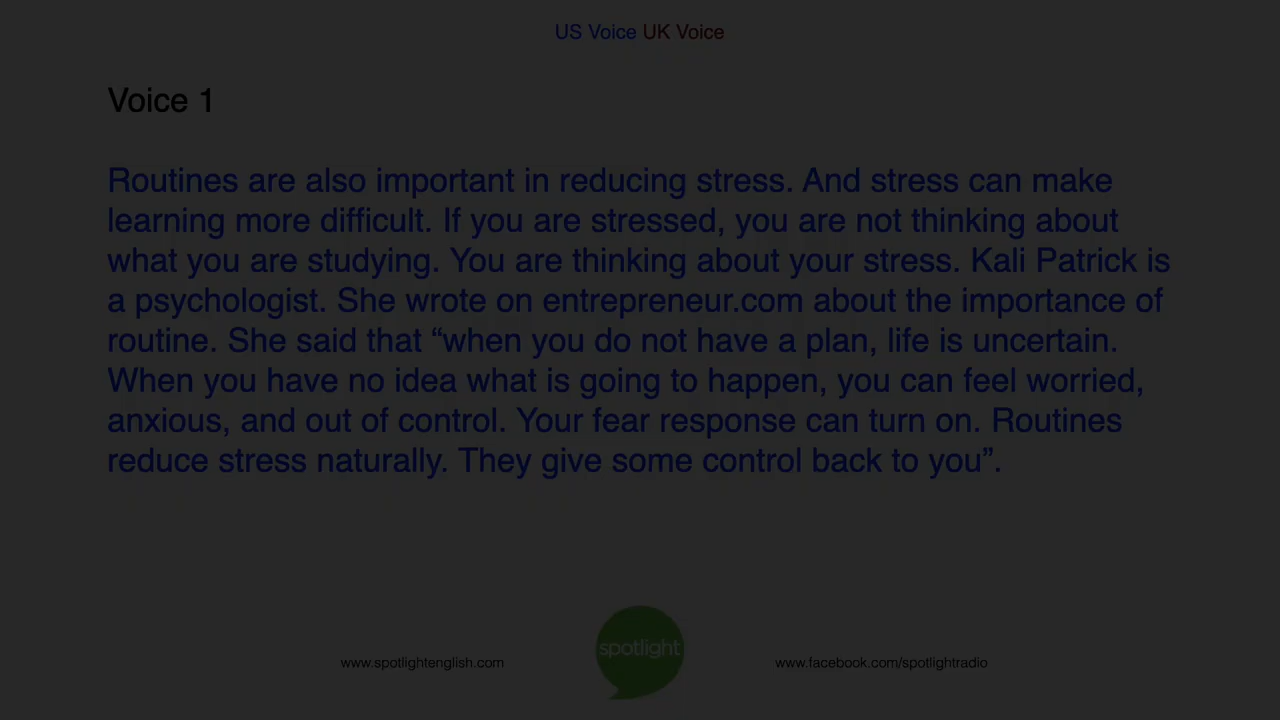 US Voice UK Voice
Voice 1
Routines are also important in reducing stress. And stress can make
learning more difficult. If you are stressed, you are not thinking about
what you are studying. You are thinking about your stress. Kali Patrick is
a psychologist. She wrote on entrepreneur.com about the importance of
routine. She said that “when you do not have a plan, life is uncertain.
When you have no idea what is going to happen, you can feel worried,
anxious, and out of control. Your fear response can turn on. Routines
reduce stress naturally. They give some control back to you”.
www.spotlightenglish.com
spotlight
www.facebook.com/spotlightradio